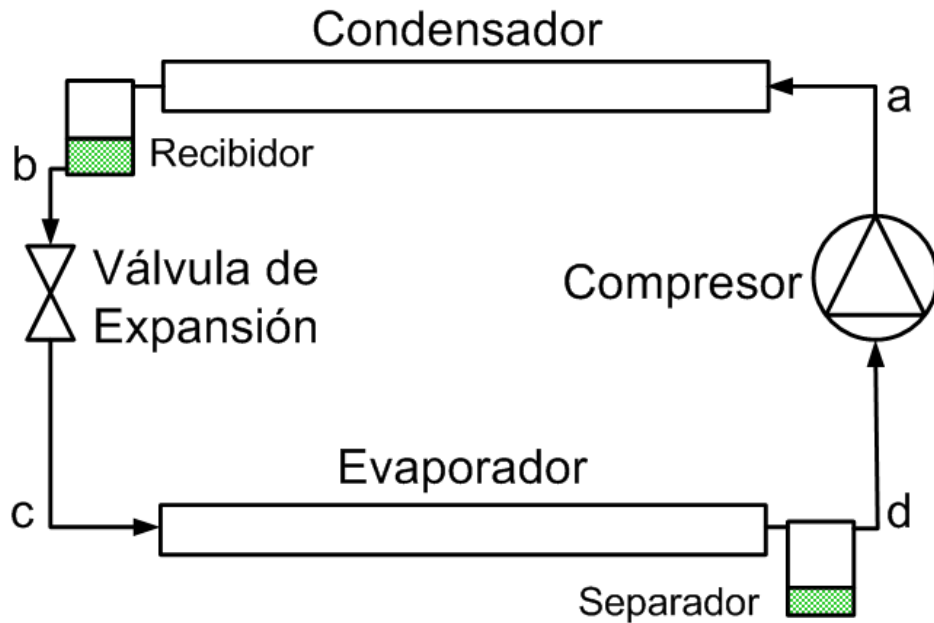 Condensador
a
Recibidor
b
Válvula de
Expansión
Compresor
Evaporador
c
d
Separador